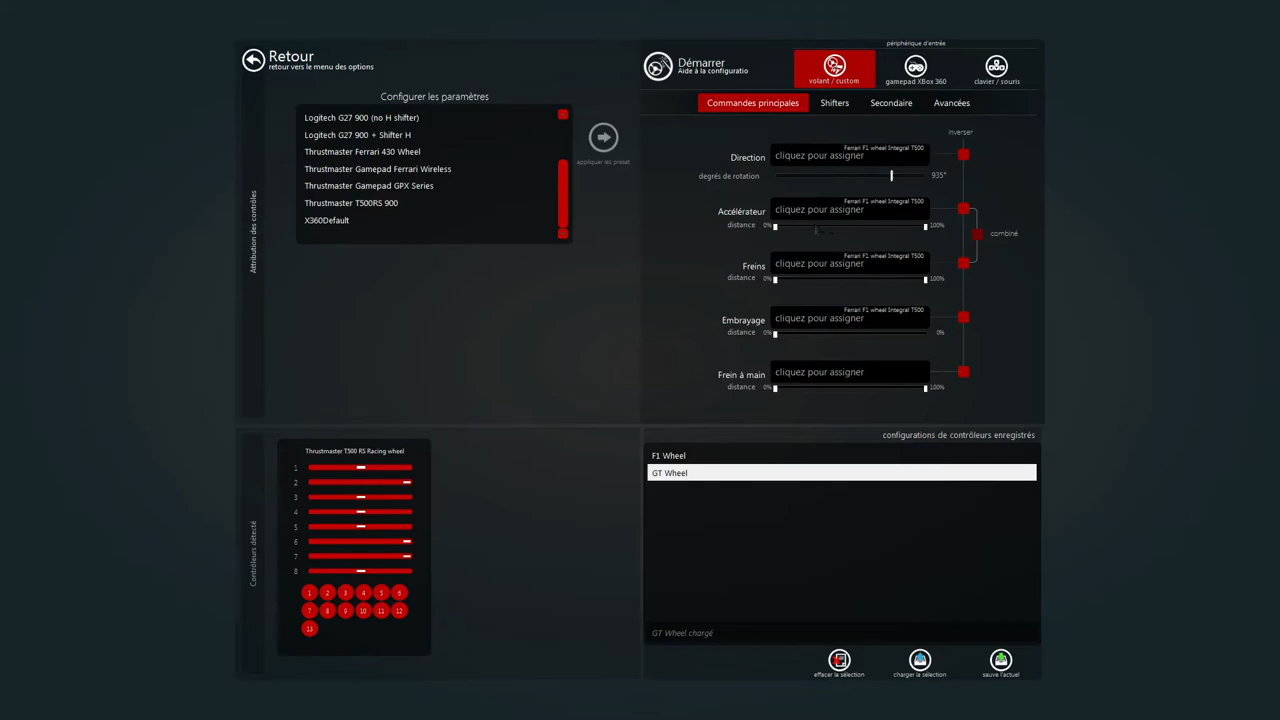 Retour
retour vers le menu des options
Configurer les paramètres
Logitech G27 900 (no H shifter)
Logitech G27 900 + Shifter H
Thrustmaster Ferrari 430 Wheel
Thrustmaster Gamepad Ferrari Wireless
Thrustmaster Gamepad GPX Series
Thrustmaster T500RS 900
X360Default
appliquer les preset
Attribution des contrôles
périphérique d'entrée
Démarrer
Aide à la configuratio
volant / custom
gamepad XBox 360
clavier / souris
Commandes principales
Shifters
Secondaire
Avancées
inverser
Direction
Ferrari F1 wheel Integral T500
cliquez pour assigner
degrés de rotation
935°
Accélérateur
Ferrari F1 wheel Integral T500
cliquez pour assigner
distance
0%
100%
combiné
Freins
Ferrari F1 wheel Integral T500
cliquez pour assigner
distance
0%
100%
Embrayage
Ferrari F1 wheel Integral T500
cliquez pour assigner
distance
0%
0%
Frein à main
cliquez pour assigner
distance
0%
100%
Contrôleurs détecté
Thrustmaster T500 RS Racing wheel
1
2
3
4
5
6
7
8
1 2 3 4 5 6
7 8 9 10 11 12
13
configurations de contrôleurs enregistrés
F1 Wheel
GT Wheel
GT Wheel chargé
effacer la sélection
charger la sélection
sauve l'actuel